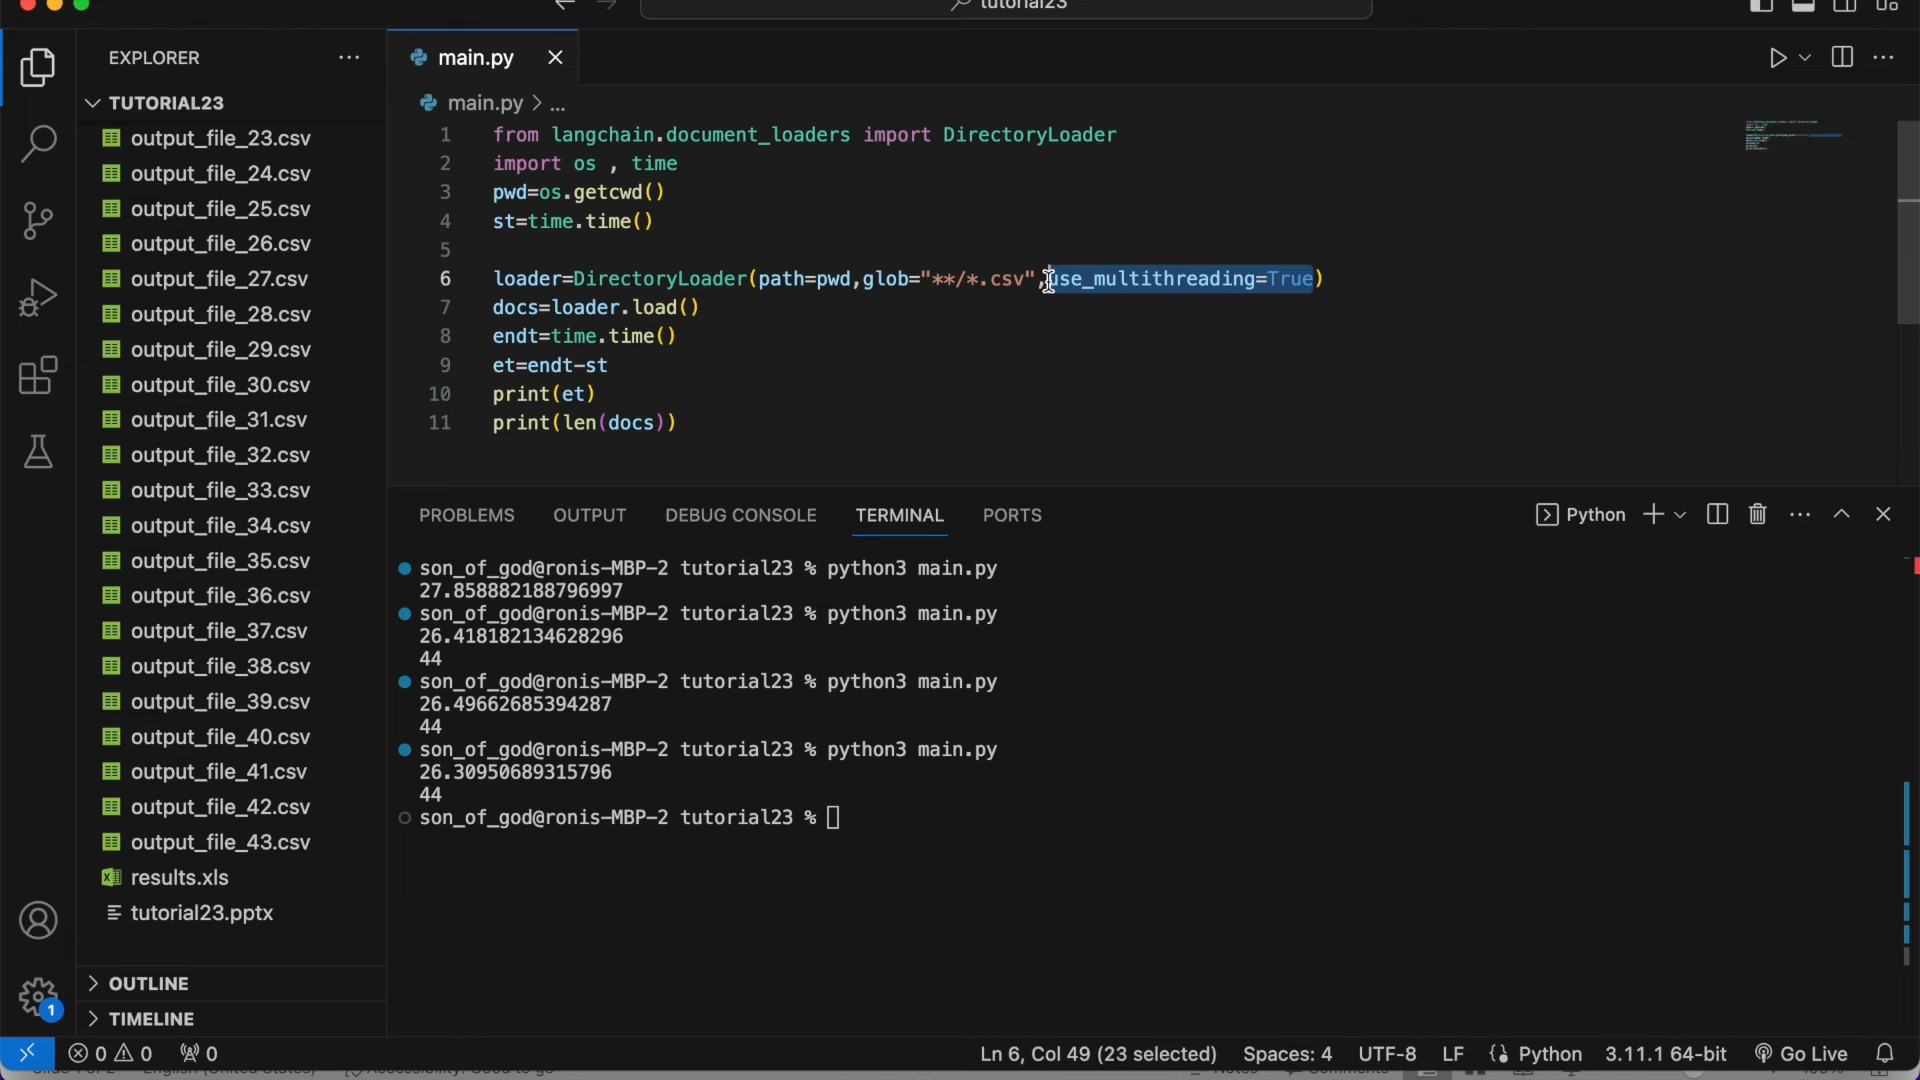 tutorial23
EXPLORER
main.py
TUTORIAL23
main.py > ...
output_file_23.csv
output_file_24.csv
output_file_25.csv
output_file_26.csv
output_file_27.csv
output_file_28.csv
output_file_29.csv
output_file_30.csv
output_file_31.csv
output_file_32.csv
output_file_33.csv
output_file_34.csv
output_file_35.csv
output_file_36.csv
output_file_37.csv
output_file_38.csv
output_file_39.csv
output_file_40.csv
output_file_41.csv
output_file_42.csv
output_file_43.csv
results.xls
tutorial23.pptx
OUTLINE
TIMELINE
1 from langchain.document_loaders import DirectoryLoader
2 import os , time
3 pwd=os.getcwd()
4 st=time.time()
5
6 loader=DirectoryLoader(path=pwd,glob="**/*.csv",use_multithreading=True)
7 docs=loader.load()
8 endt=time.time()
9 et=endt-st
10 print(et)
11 print(len(docs))
PROBLEMS OUTPUT DEBUG CONSOLE TERMINAL PORTS Python
son_of_god@ronis-MBP-2 tutorial23 % python3 main.py
27.858882188796997
son_of_god@ronis-MBP-2 tutorial23 % python3 main.py
26.418182134628296
44
son_of_god@ronis-MBP-2 tutorial23 % python3 main.py
26.49662685394287
44
son_of_god@ronis-MBP-2 tutorial23 % python3 main.py
26.30950689315796
44
son_of_god@ronis-MBP-2 tutorial23 %
1
0 0 0 Ln 6, Col 49 (23 selected) Spaces: 4 UTF-8 LF Python 3.11.1 64-bit Go Live